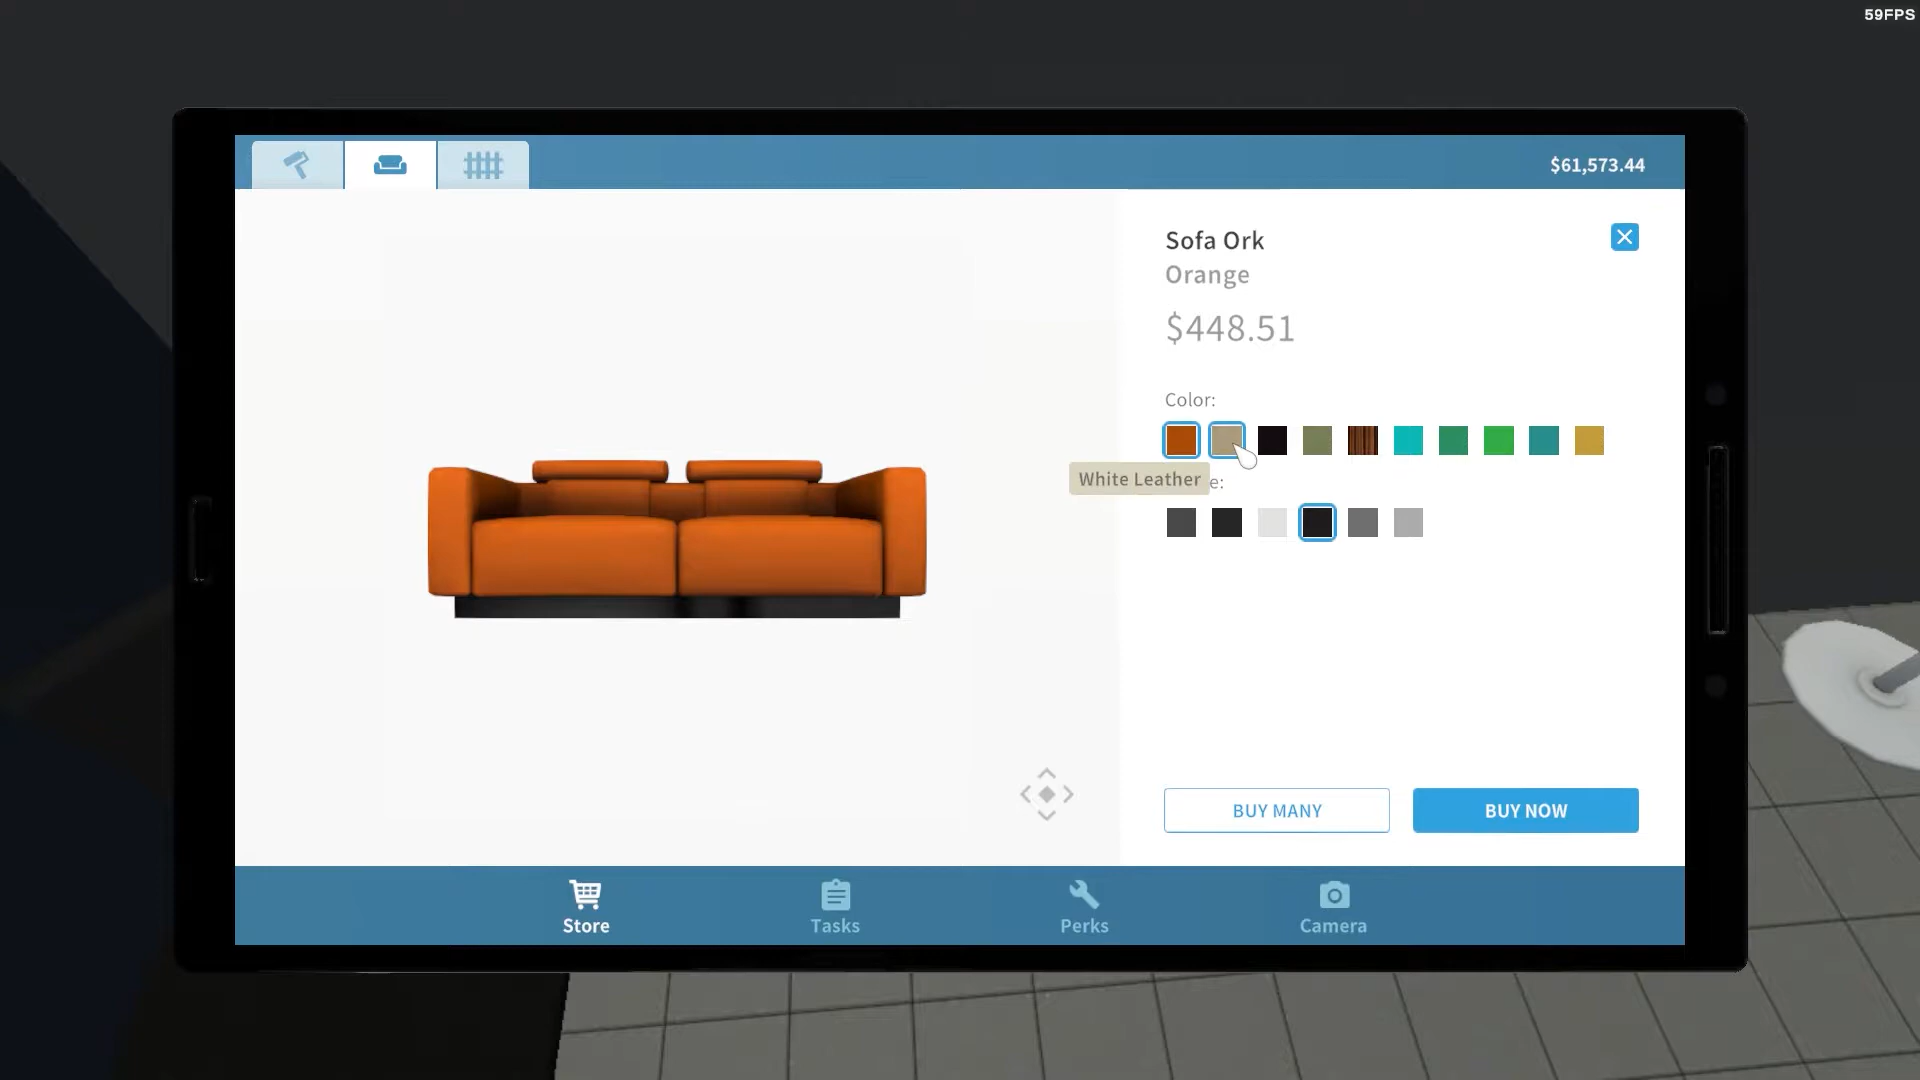 59FPS
$61,573.44
Sofa Ork
Orange
$448.51
Color:
White Leather
e:
BUY MANY
BUY NOW
Store
Tasks
Perks
Camera